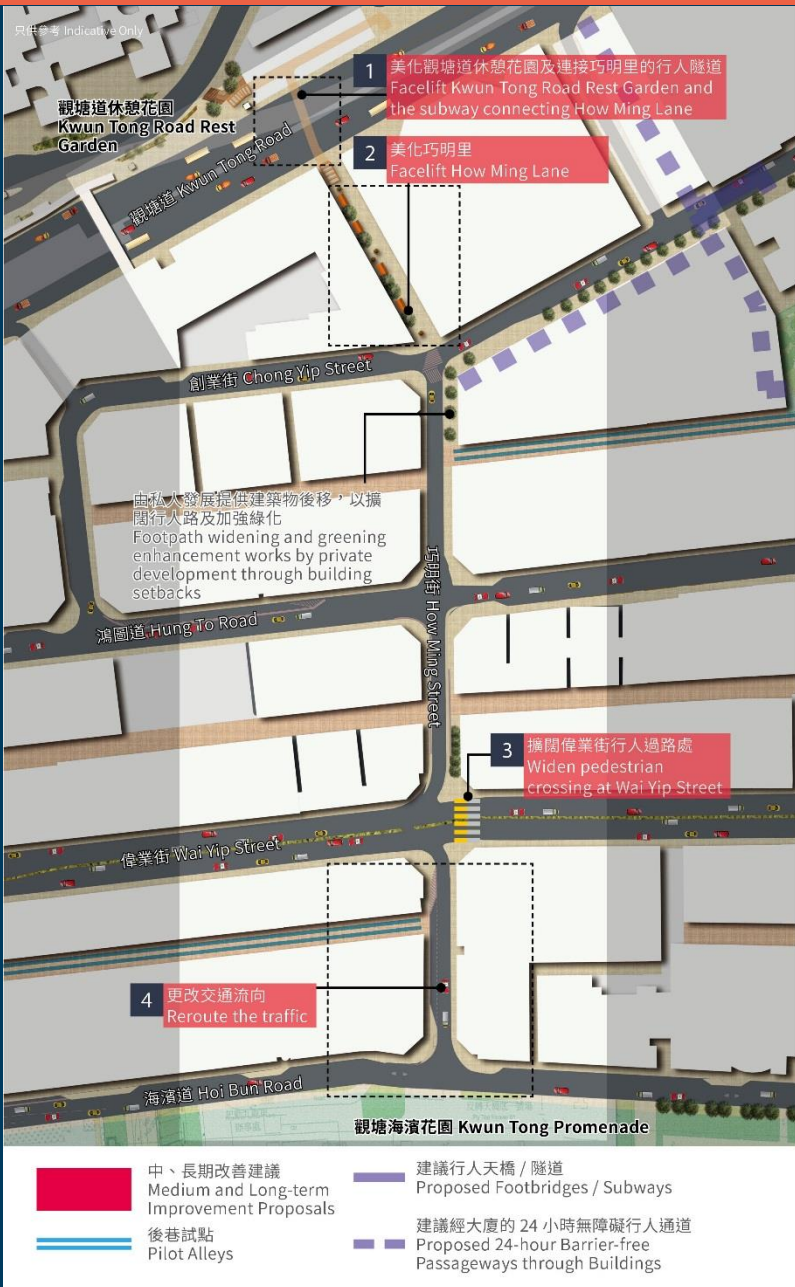 只供參考 Indicative Only
觀塘道休憩花園
Kwun Tong Road Rest
Garden
1
美化觀塘道休憩花園及連接巧明里的行人隧道
Facelift Kwun Tong Road Rest Garden and
the subway connecting How Ming Lane
2
美化巧明里
Facelift How Ming Lane
觀塘道 Kwun Tong Road
創業街 Chong Yip Street
由私人發展提供建築物後移，以擴
闊行人路及加強綠化
Footpath widening and greening
enhancement works by private
development through building
setbacks
巧明街 How Ming Street
鴻圖道 Hung To Road
3
擴闊偉業街行人過路處
Widen pedestrian
crossing at Wai Yip Street
偉業街 Wai Yip Street
4
更改交通流向
Reroute the traffic
海濱道 Hoi Bun Road
觀塘海濱花園 Kwun Tong Promenade
中、長期改善建議
Medium and Long-term
Improvement Proposals
後巷試點
Pilot Alleys
建議行人天橋 / 隧道
Proposed Footbridges / Subways
建議經大廈的 24 小時無障礙行人通道
Proposed 24-hour Barrier-free
Passageways through Buildings